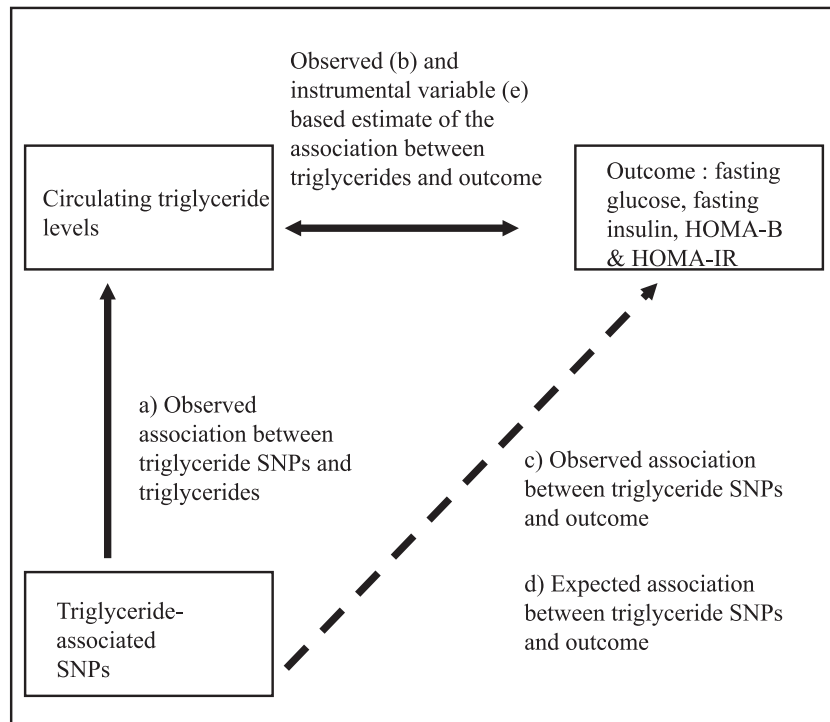 Observed (b) and
instrumental variable (e)
based estimate of the
association between
triglycerides and outcome
Circulating triglyceride
levels
Outcome : fasting
glucose, fasting
insulin, HOMA-B
& HOMA-IR
a) Observed
association between
triglyceride SNPs and
triglycerides
c) Observed association
between triglyceride SNPs
and outcome
d) Expected association
between triglyceride SNPs
and outcome
Triglyceride-
associated
SNPs